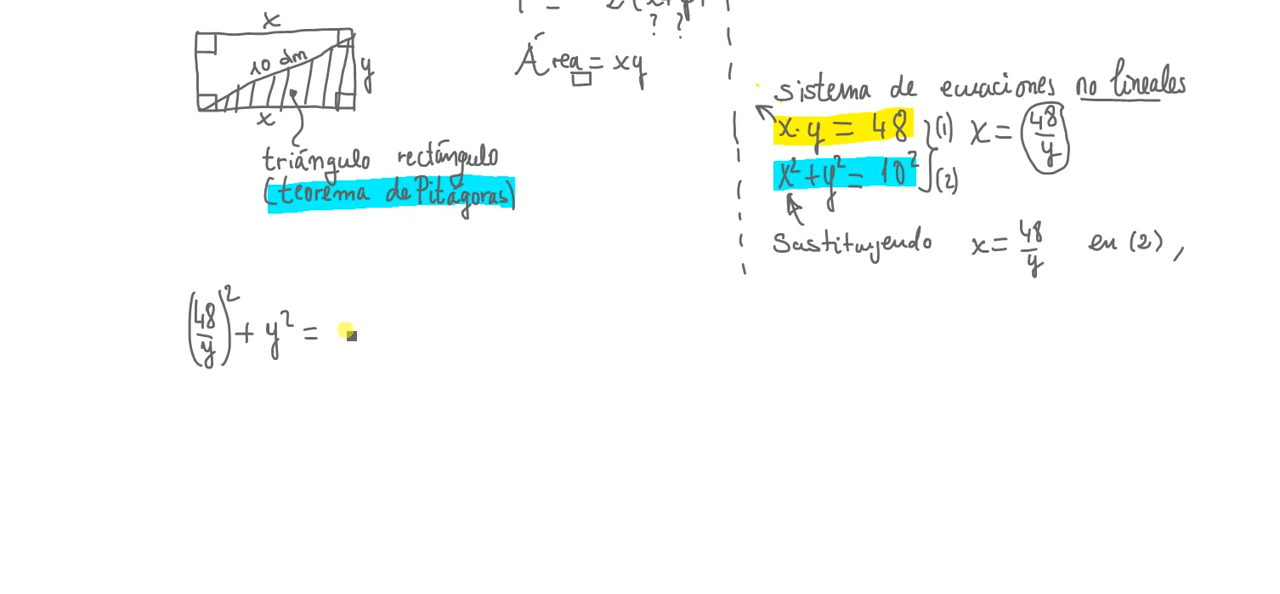 x
10 dm
y
x
triángulo rectángulo
(teorema de Pitágoras)
? ?
Área = xy
sistema de ecuaciones no lineales
x·y = 48 (1) x = 48/y
x² + y² = 10² (2)
Sustituyendo x = 48/y en (2),
(48/y)² + y² =